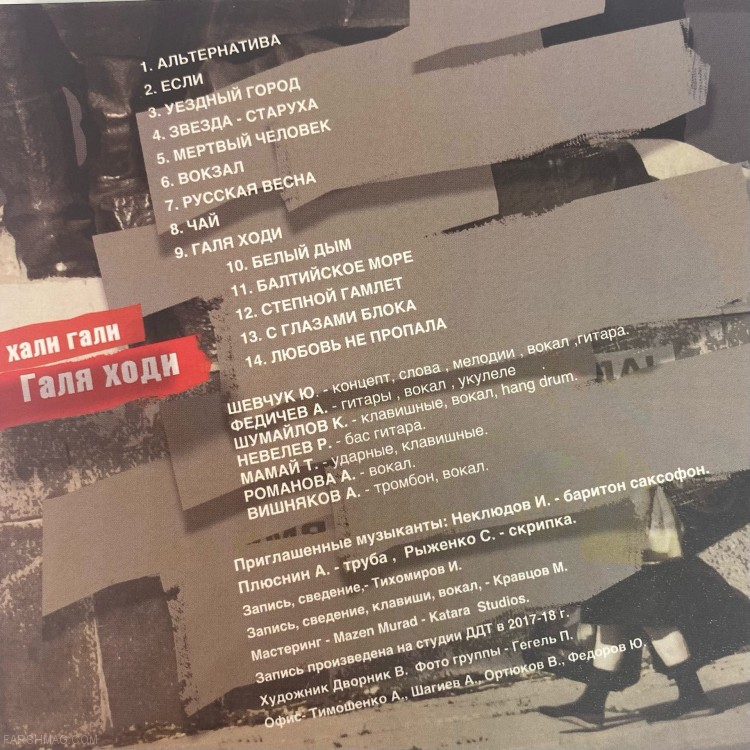 1. АЛЬТЕРНАТИВА
2. ЕСЛИ
3. УЕЗДНЫЙ ГОРОД
4. ЗВЕЗДА - СТАРУХА
5. МЕРТВЫЙ ЧЕЛОВЕК
6. ВОКЗАЛ
7. РУССКАЯ ВЕСНА
8. ЧАЙ
9. ГАЛЯ ХОДИ
10. БЕЛЫЙ ДЫМ
11. БАЛТИЙСКОЕ МОРЕ
12. СТЕПНОЙ ГАМЛЕТ
13. С ГЛАЗАМИ БЛОКА
14. ЛЮБОВЬ НЕ ПРОПАЛА
хали гали
Галя ходи
ШЕВЧУК Ю. - концепт, слова , мелодии , вокал ,гитара.
ФЕДИЧЕВ А. - гитары , вокал , укулеле
ШУМАЙЛОВ К. - клавишные, вокал, hang drum.
НЕВЕЛЕВ Р. - бас гитара.
МАМАЙ Т. - ударные, клавишные.
РОМАНОВА А. - вокал.
ВИШНЯКОВ А. - тромбон, вокал.
Приглашенные музыканты: Неклюдов И. - баритон саксофон.
Плюснин А. - труба , Рыженко С. - скрипка.
Запись, сведение,- Тихомиров И.
Запись, сведение, клавиши, вокал, - Кравцов М.
Мастеринг - Mazen Murad - Katara Studios.
Запись произведена на студии ДДТ в 2017-18 г.
Художник Дворник В. Фото группы - Гегель П.
Офис- Тимошенко А., Шагиев А., Ортюков В., Федоров Ю.
FARCHMAG.COM